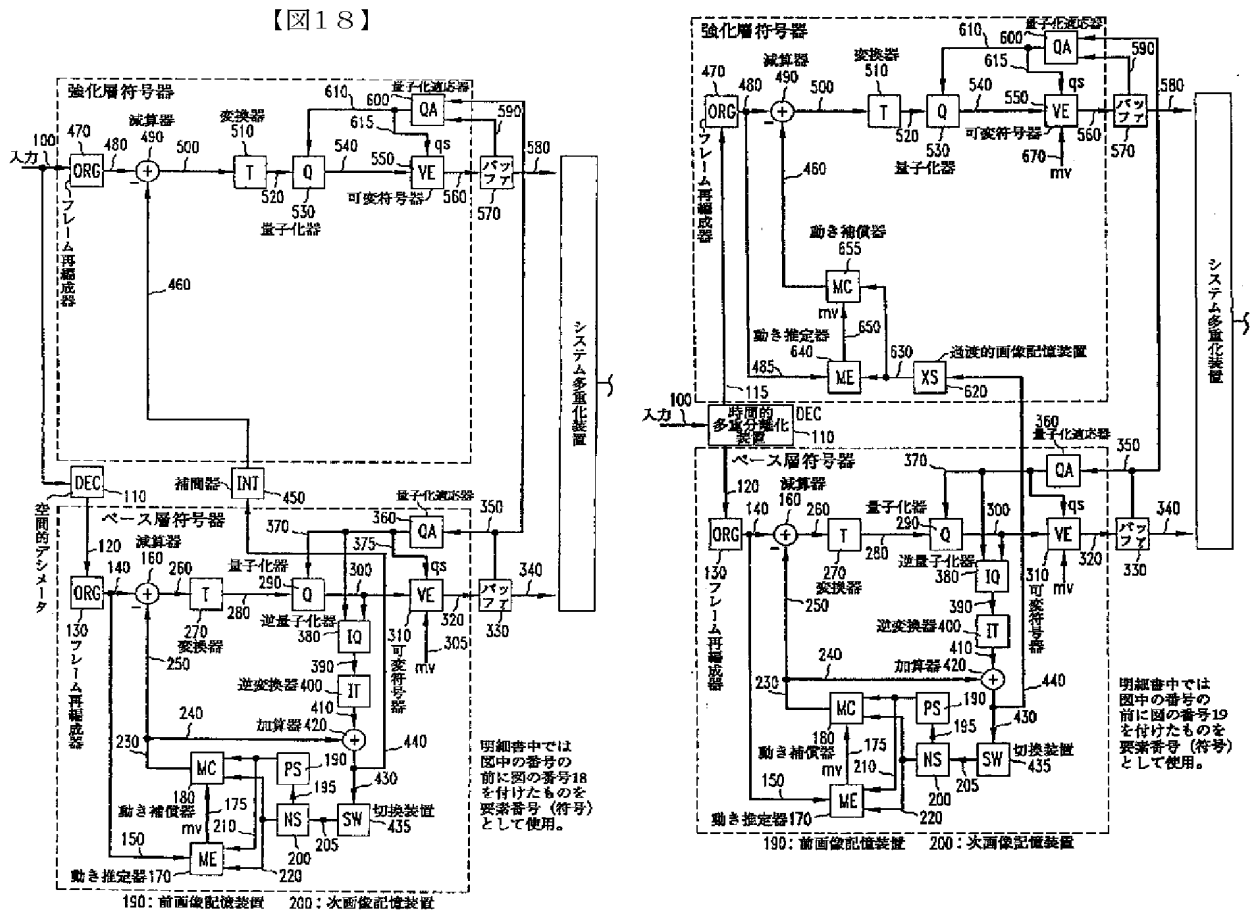 【図18】
強化層符号器
量子化適応器
600
610
QA
590
615
qs
変換器
510
減算器
490
470
480
100
入力
ORG
500
T
520
Q
530
量子化器
540
550
VE
可変符号器
560
バッファ
570
580
フレーム再編成器
460
システム多重化装置
DEC
110
空間的デシメータ
補間器
INT
450
ベース層符号器
量子化適応器
360
QA
350
370
375
qs
120
減算器
160
140
ORG
130
フレーム再編成器
260
T
270
変換器
280
量子化器
290
Q
300
逆量子化器
380
IQ
390
逆変換器400
IT
410
加算器420
310
VE
可変符号器
305
mv
320
バッファ
330
340
250
240
230
440
430
MC
180
動き補償器
175
mv
PS
190
195
210
NS
200
205
SW
切換装置
435
220
150
ME
動き推定器170
明細書中では
図中の番号の
前に図の番号18
を付けたものを
要素番号（符号）
として使用。
190：前画像記憶装置 200：次画像記憶装置
強化層符号器
量子化適応器
600
610
QA
590
615
qs
変換器
510
減算器
490
470
480
ORG
500
T
520
Q
530
量子化器
540
550
VE
可変符号器
560
670
mv
バッファ
570
580
フレーム再編成器
460
動き補償器
655
MC
mv
650
動き推定器
640
ME
630
過渡的画像記憶装置
XS
620
485
115
システム多重化装置
100
入力
時間的
多重分離化
装置
DEC
110
ベース層符号器
360
量子化適応器
QA
350
370
qs
120
減算器
160
140
ORG
130
フレーム再編成器
260
T
270
変換器
280
量子化器
290
Q
300
逆量子化器
380
IQ
390
逆変換器400
IT
410
加算器420
310
VE
可変符号器
mv
320
バッファ
330
340
250
240
230
440
430
MC
180
動き補償器
175
mv
PS
190
195
210
NS
200
205
SW
切換装置
435
220
150
ME
動き推定器170
明細書中では
図中の番号の
前に図の番号19
を付けたものを
要素番号（符号）
として使用。
190：前画像記憶装置 200：次画像記憶装置